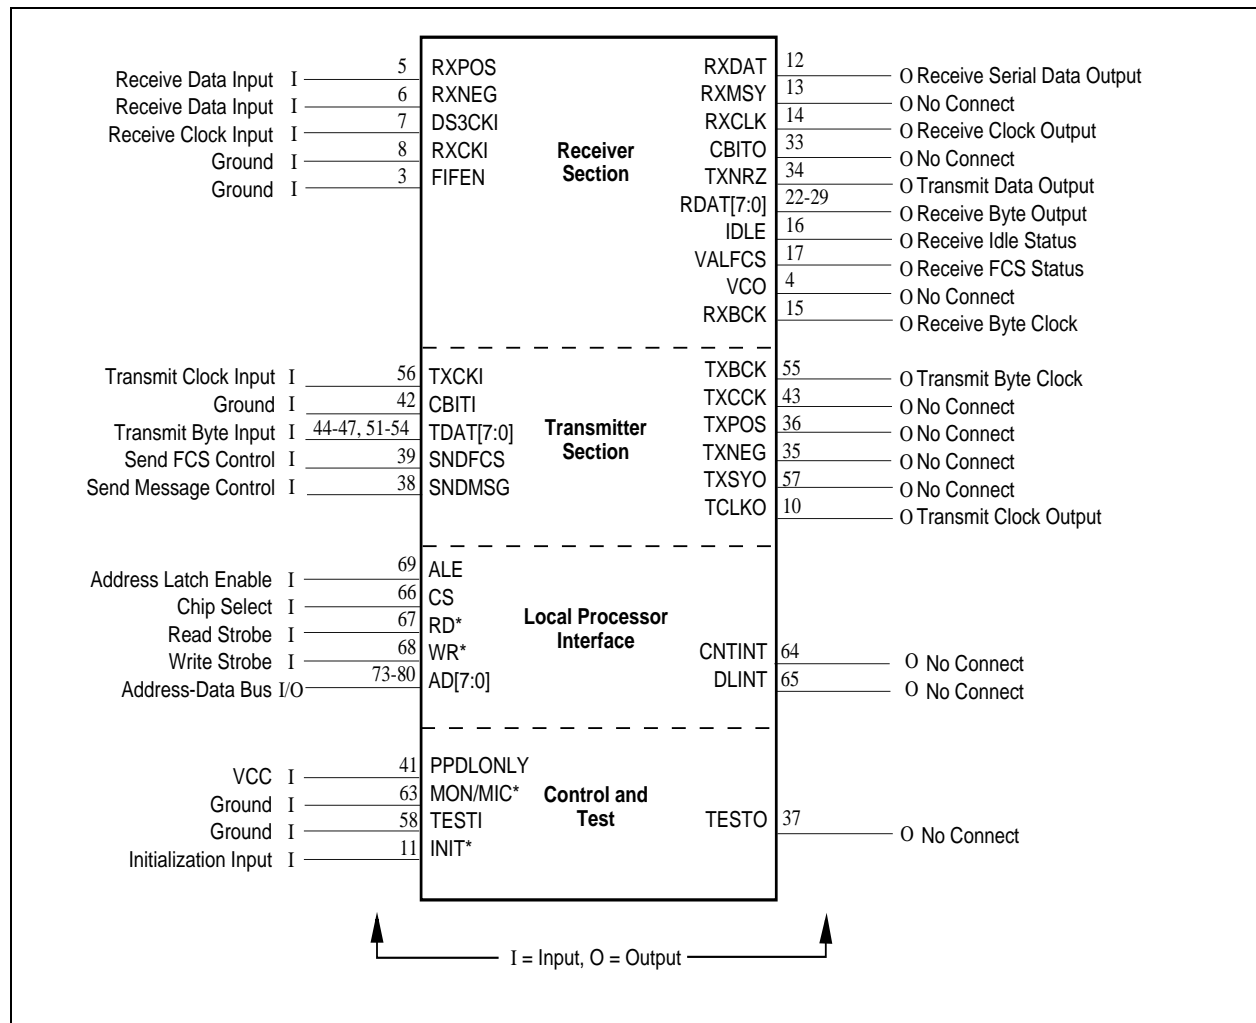 Receive Data Input I 5 RXPOS
Receive Data Input I 6 RXNEG
Receive Clock Input I 7 DS3CKI
Ground I 8 RXCKI
Ground I 3 FIFEN
Receiver
Section
RXDAT 12 O Receive Serial Data Output
RXMSY 13 O No Connect
RXCLK 14 O Receive Clock Output
CBITO 33 O No Connect
TXNRZ 34 O Transmit Data Output
RDAT[7:0] 22-29 O Receive Byte Output
IDLE 16 O Receive Idle Status
VALFCS 17 O Receive FCS Status
VCO 4 O No Connect
RXBCK 15 O Receive Byte Clock
Transmit Clock Input I 56 TXCKI
Ground I 42 CBITI
Transmit Byte Input I 44-47, 51-54 TDAT[7:0]
Send FCS Control I 39 SNDFCS
Send Message Control I 38 SNDMSG
Transmitter
Section
TXBCK 55 O Transmit Byte Clock
TXCCK 43 O No Connect
TXPOS 36 O No Connect
TXNEG 35 O No Connect
TXSYO 57 O No Connect
TCLKO 10 O Transmit Clock Output
Address Latch Enable I 69 ALE
Chip Select I 66 CS
Read Strobe I 67 RD*
Write Strobe I 68 WR*
Address-Data Bus I/O 73-80 AD[7:0]
Local Processor
Interface
CNTINT 64 O No Connect
DLINT 65 O No Connect
VCC I 41 PPDLONLY
Ground I 63 MON/MIC*
Ground I 58 TESTI
Initialization Input I 11 INIT*
Control and
Test
TESTO 37 O No Connect
I = Input, O = Output